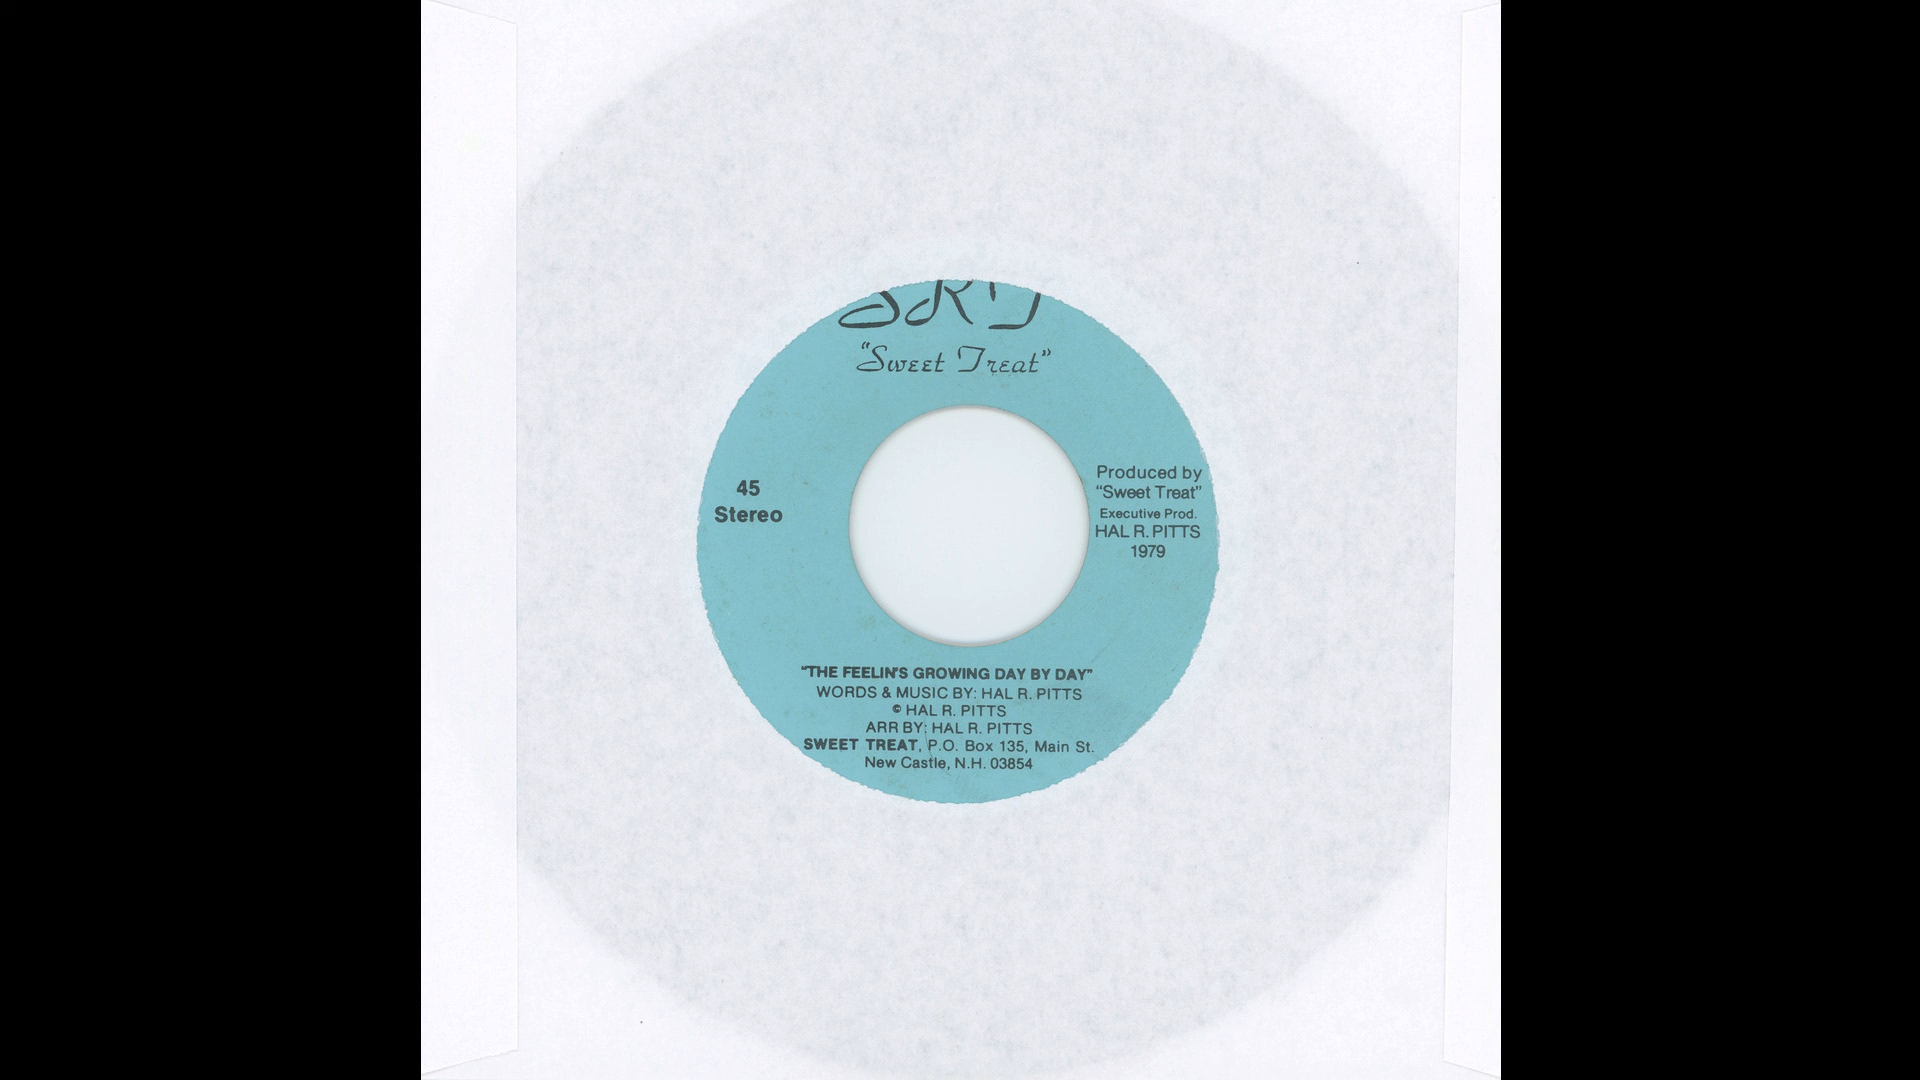 "Sweet Treat"
45
Stereo
Produced by
"Sweet Treat"
Executive Prod.
HAL R. PITTS
1979
"THE FEELIN'S GROWING DAY BY DAY"
WORDS & MUSIC BY: HAL R. PITTS
© HAL R. PITTS
ARR BY: HAL R. PITTS
SWEET TREAT, P.O. Box 135, Main St.
New Castle, N.H. 03854